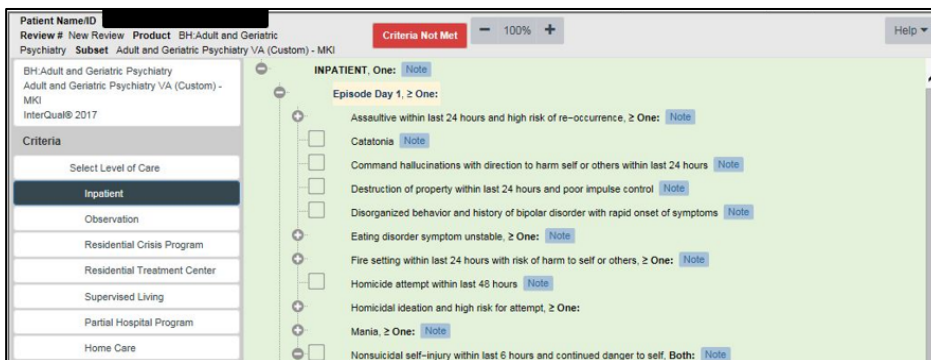 Patient Name/ID
Review # New Review Product BH:Adult and Geriatric
Psychiatry Subset Adult and Geriatric Psychiatry VA (Custom) - MKI
Criteria Not Met
− 100% +
Help
BH:Adult and Geriatric Psychiatry
Adult and Geriatric Psychiatry VA (Custom) -
MKI
InterQual® 2017
Criteria
Select Level of Care
Inpatient
Observation
Residential Crisis Program
Residential Treatment Center
Supervised Living
Partial Hospital Program
Home Care
INPATIENT, One: Note
Episode Day 1, ≥ One:
Assaultive within last 24 hours and high risk of re-occurrence, ≥ One: Note
Catatonia Note
Command hallucinations with direction to harm self or others within last 24 hours Note
Destruction of property within last 24 hours and poor impulse control Note
Disorganized behavior and history of bipolar disorder with rapid onset of symptoms Note
Eating disorder symptom unstable, ≥ One: Note
Fire setting within last 24 hours with risk of harm to self or others, ≥ One: Note
Homicide attempt within last 48 hours Note
Homicidal ideation and high risk for attempt, ≥ One:
Mania, ≥ One: Note
Nonsuicidal self-injury within last 6 hours and continued danger to self, Both: Note